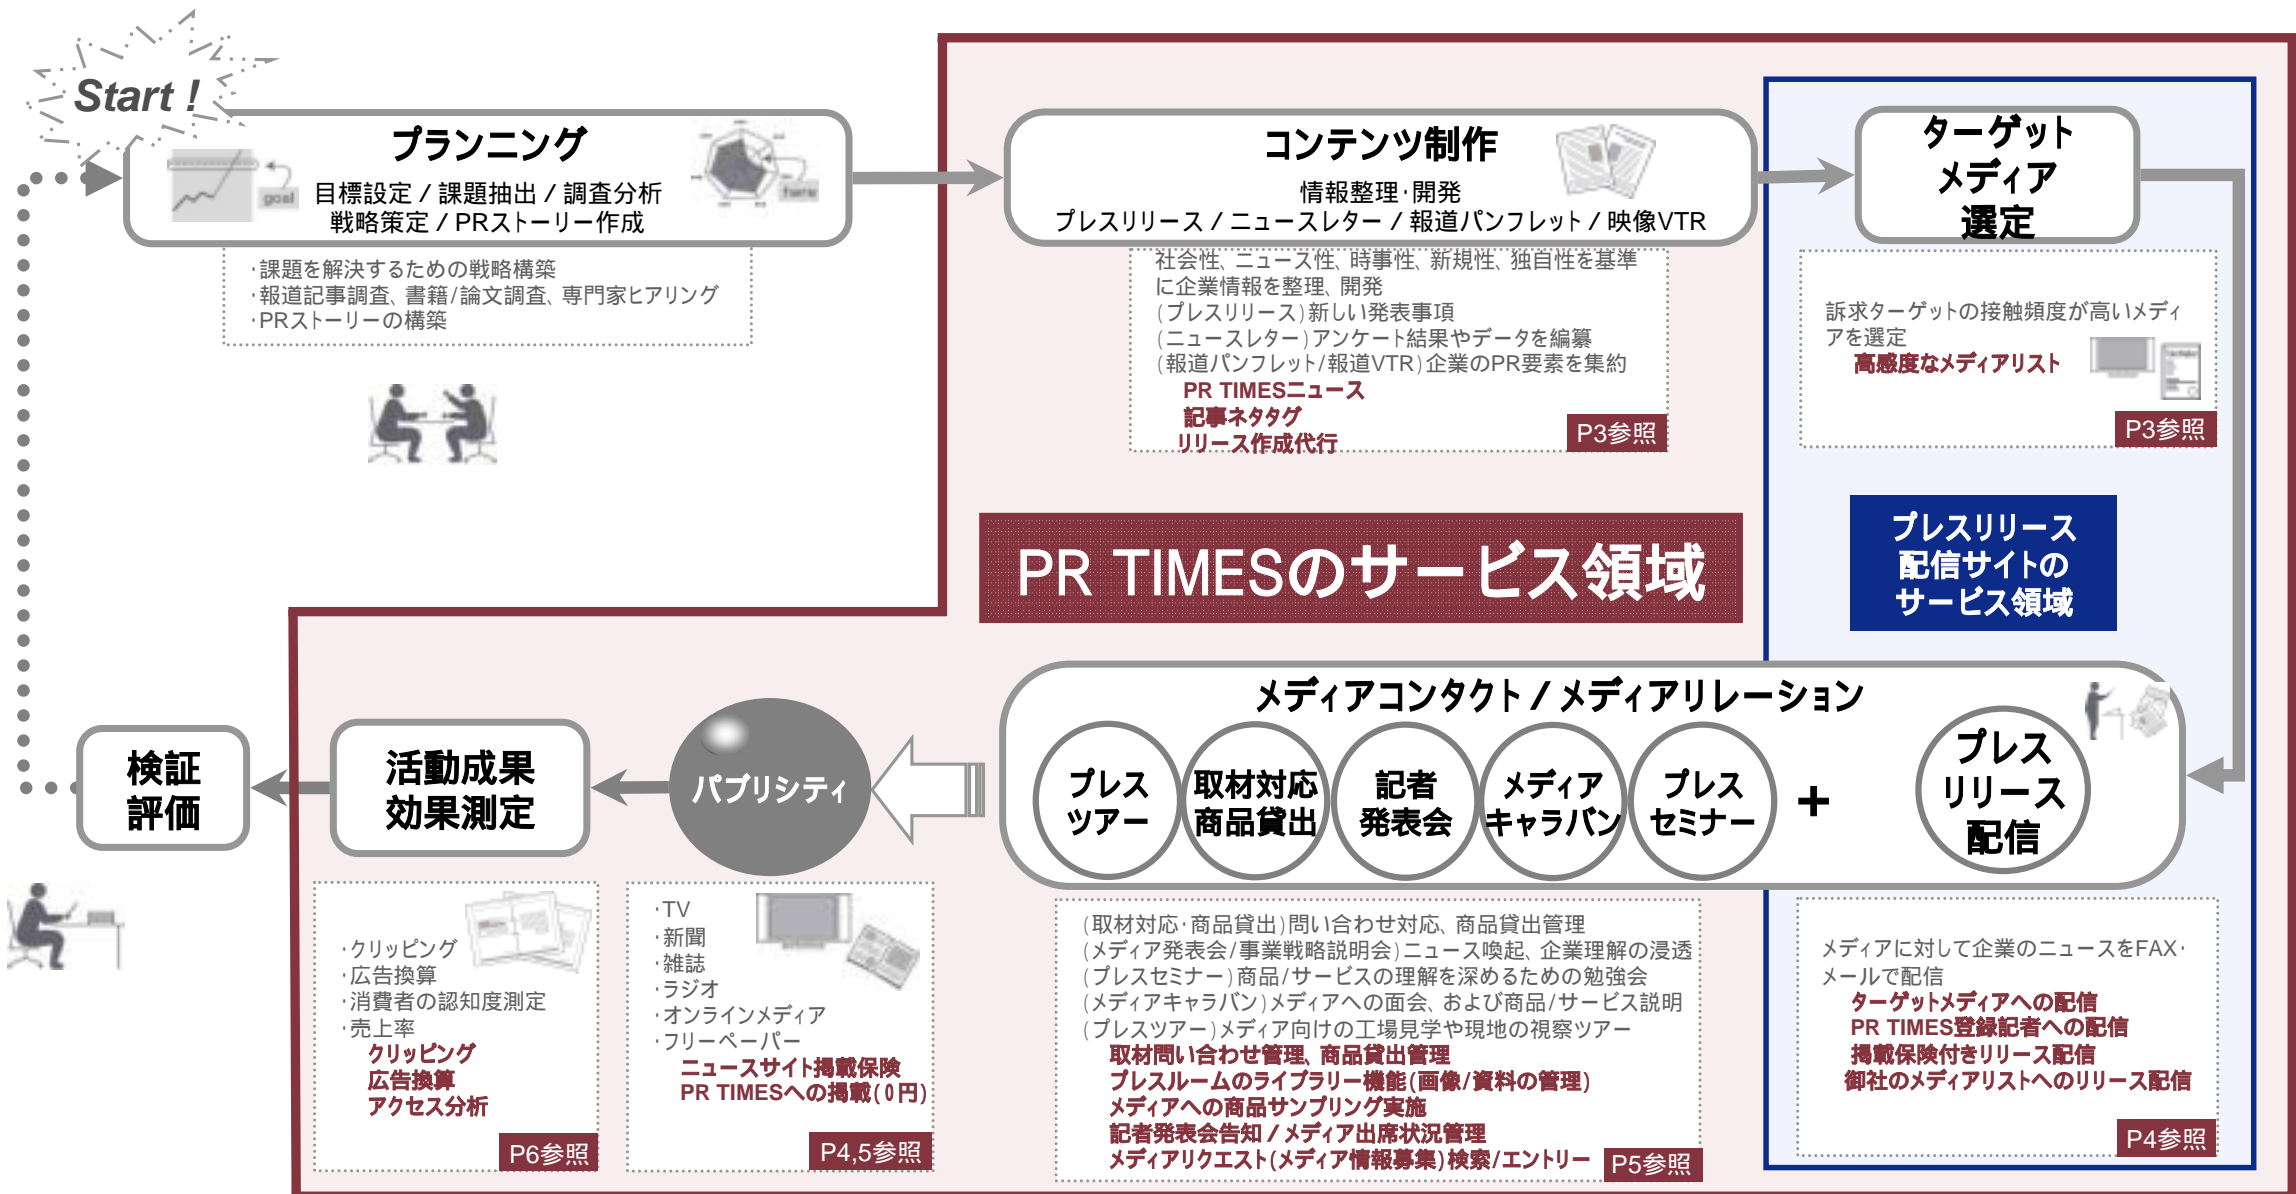 Start !
プランニング
目標設定 / 課題抽出 / 調査分析
戦略策定 / PRストーリー作成
goal
here
・課題を解決するための戦略構築
・報道記事調査、書籍/論文調査、専門家ヒアリング
・PRストーリーの構築
コンテンツ制作
情報整理・開発
プレスリリース / ニュースレター / 報道パンフレット / 映像VTR
社会性、ニュース性、時事性、新規性、独自性を基準
に企業情報を整理、開発
(プレスリリース)新しい発表事項
(ニュースレター)アンケート結果やデータを編纂
(報道パンフレット/報道VTR)企業のPR要素を集約
PR TIMESニュース
記事ネタタグ
リリース作成代行
P3参照
ターゲット
メディア
選定
訴求ターゲットの接触頻度が高いメディ
アを選定
高感度なメディアリスト
P3参照
PR TIMESのサービス領域
プレスリリース
配信サイトの
サービス領域
メディアコンタクト / メディアリレーション
プレス
ツアー
取材対応
商品貸出
記者
発表会
メディア
キャラバン
プレス
セミナー
+
プレス
リリース
配信
パブリシティ
活動成果
効果測定
検証
評価
・クリッピング
・広告換算
・消費者の認知度測定
・売上率
クリッピング
広告換算
アクセス分析
P6参照
・TV
・新聞
・雑誌
・ラジオ
・オンラインメディア
・フリーペーパー
ニュースサイト掲載保険
PR TIMESへの掲載(0円)
P4,5参照
(取材対応・商品貸出)問い合わせ対応、商品貸出管理
(メディア発表会/事業戦略説明会)ニュース喚起、企業理解の浸透
(プレスセミナー)商品/サービスの理解を深めるための勉強会
(メディアキャラバン)メディアへの面会、および商品/サービス説明
(プレスツアー)メディア向けの工場見学や現地の視察ツアー
取材問い合わせ管理、商品貸出管理
プレスルームのライブラリー機能(画像/資料の管理)
メディアへの商品サンプリング実施
記者発表会告知 / メディア出席状況管理
メディアリクエスト(メディア情報募集)検索/エントリー
P5参照
メディアに対して企業のニュースをFAX・
メールで配信
ターゲットメディアへの配信
PR TIMES登録記者への配信
掲載保険付きリリース配信
御社のメディアリストへのリリース配信
P4参照